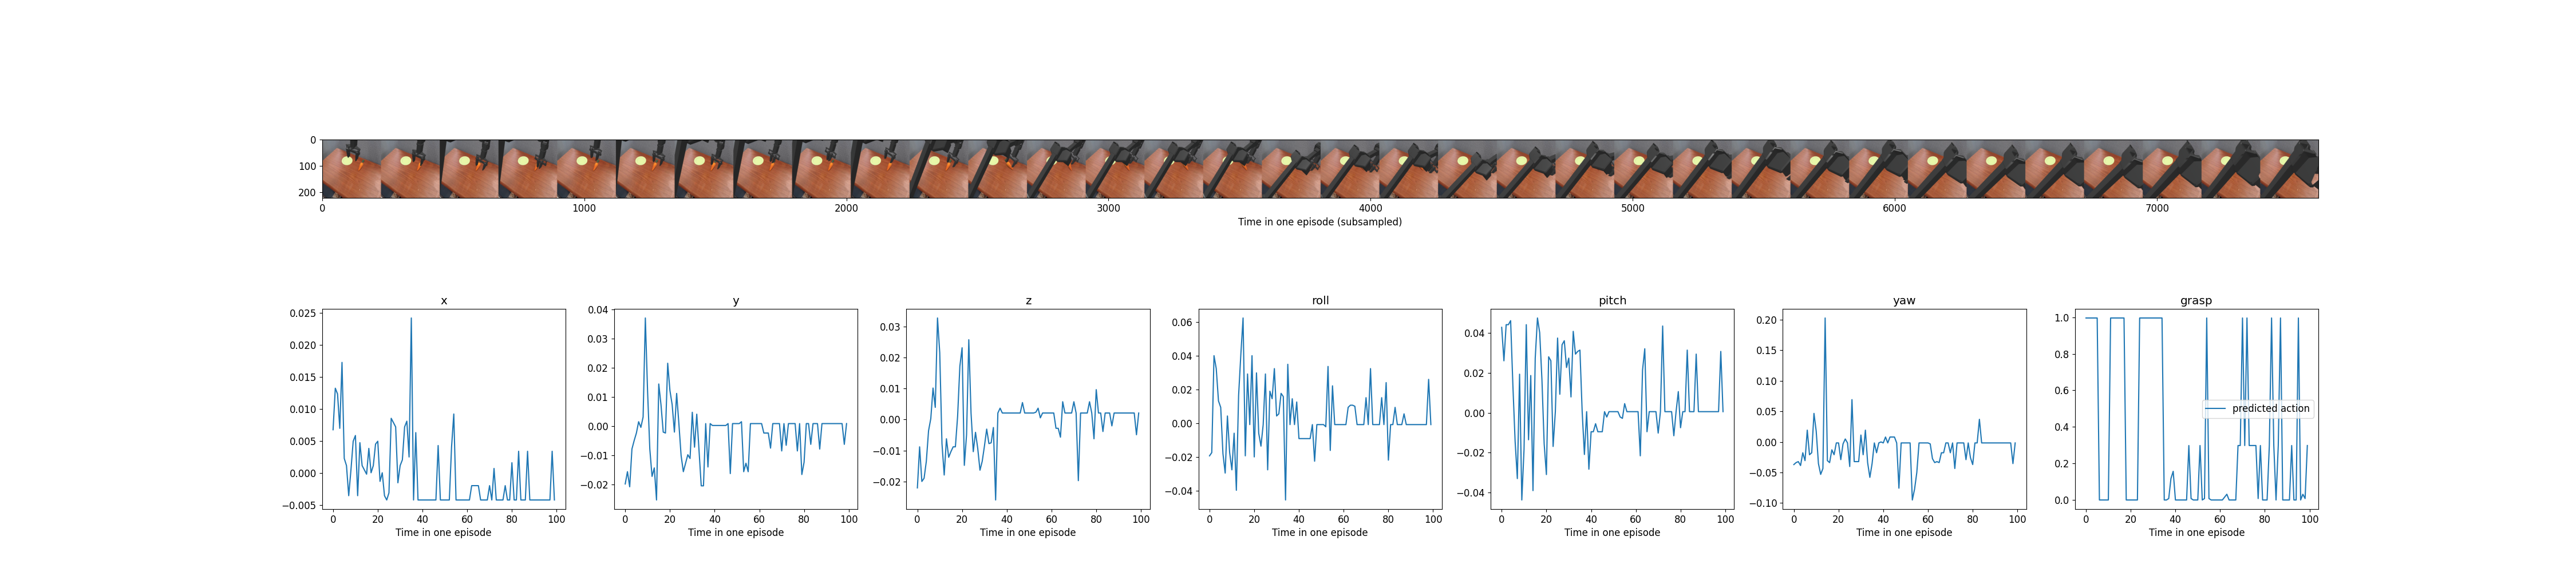 0
100
200
0 1000 2000 3000 4000 5000 6000 7000
Time in one episode (subsampled)
x
0.025
0.020
0.015
0.010
0.005
0.000
−0.005
0 20 40 60 80 100
Time in one episode
y
0.04
0.03
0.02
0.01
0.00
−0.01
−0.02
0 20 40 60 80 100
Time in one episode
z
0.03
0.02
0.01
0.00
−0.01
−0.02
0 20 40 60 80 100
Time in one episode
roll
0.06
0.04
0.02
0.00
−0.02
−0.04
0 20 40 60 80 100
Time in one episode
pitch
0.04
0.02
0.00
−0.02
−0.04
0 20 40 60 80 100
Time in one episode
yaw
0.20
0.15
0.10
0.05
0.00
−0.05
−0.10
0 20 40 60 80 100
Time in one episode
grasp
1.0
0.8
0.6
0.4
0.2
0.0
predicted action
0 20 40 60 80 100
Time in one episode